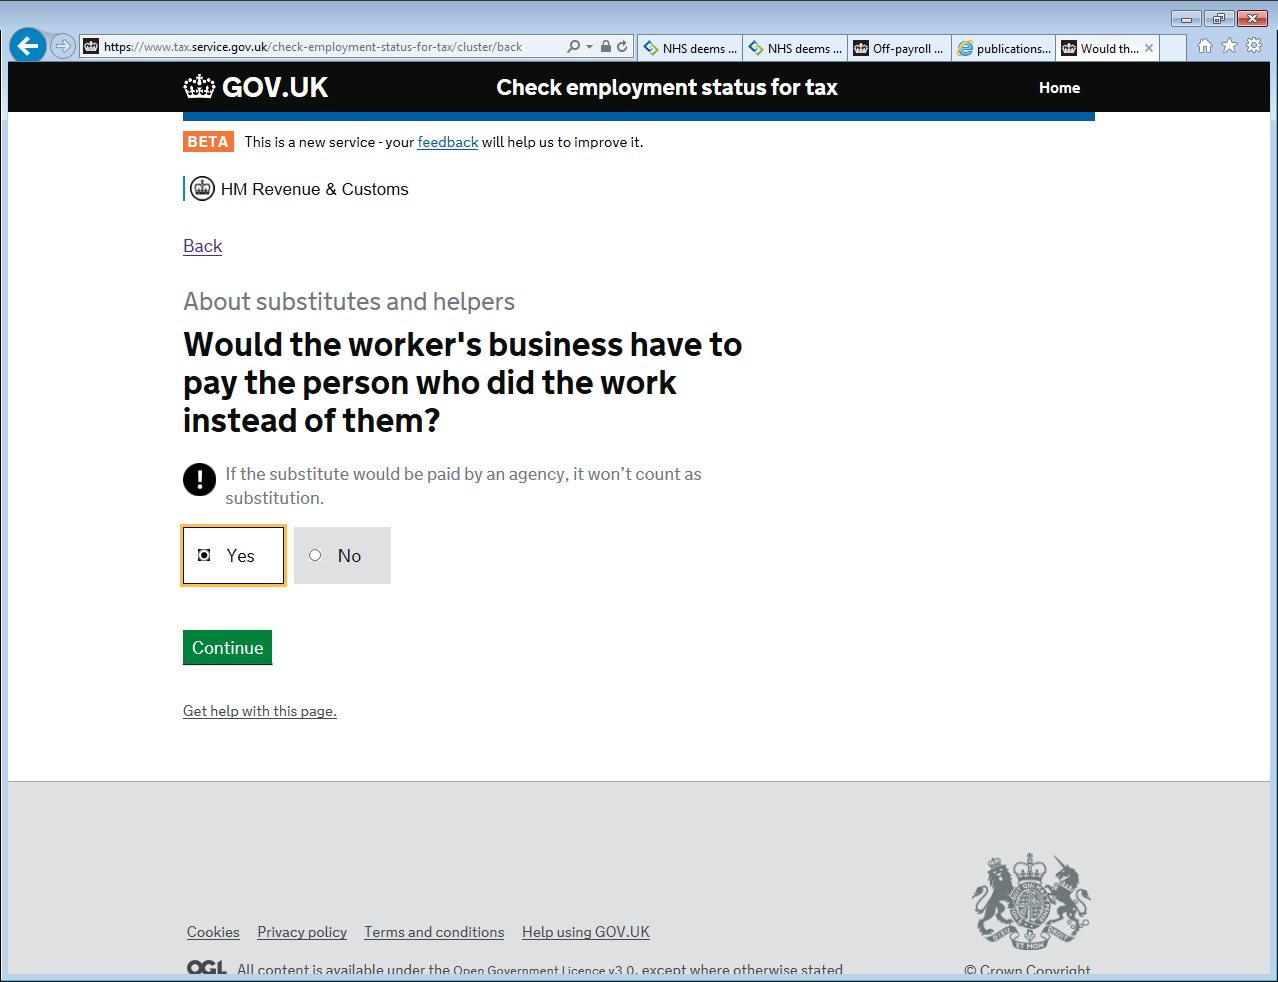 https://www.tax.service.gov.uk/check-employment-status-for-tax/cluster/back
NHS deems ...
NHS deems ...
Off-payroll ...
publications...
Would th...
GOV.UK
Check employment status for tax
Home
BETA This is a new service - your feedback will help us to improve it.
HM Revenue & Customs
Back
About substitutes and helpers
Would the worker's business have to
pay the person who did the work
instead of them?
! If the substitute would be paid by an agency, it won’t count as
substitution.
Yes
No
Continue
Get help with this page.
Cookies
Privacy policy
Terms and conditions
Help using GOV.UK
OGL All content is available under the Open Government Licence v3.0, except where otherwise stated
© Crown Copyright